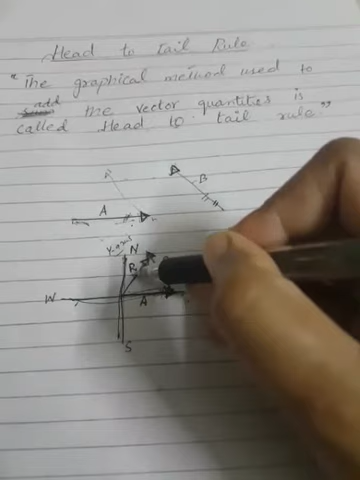 Head to tail Rule
"The graphical method used to
add the vector quantities is
called Head to tail rule"
B
A
Y-axis
N
B
W
A
S